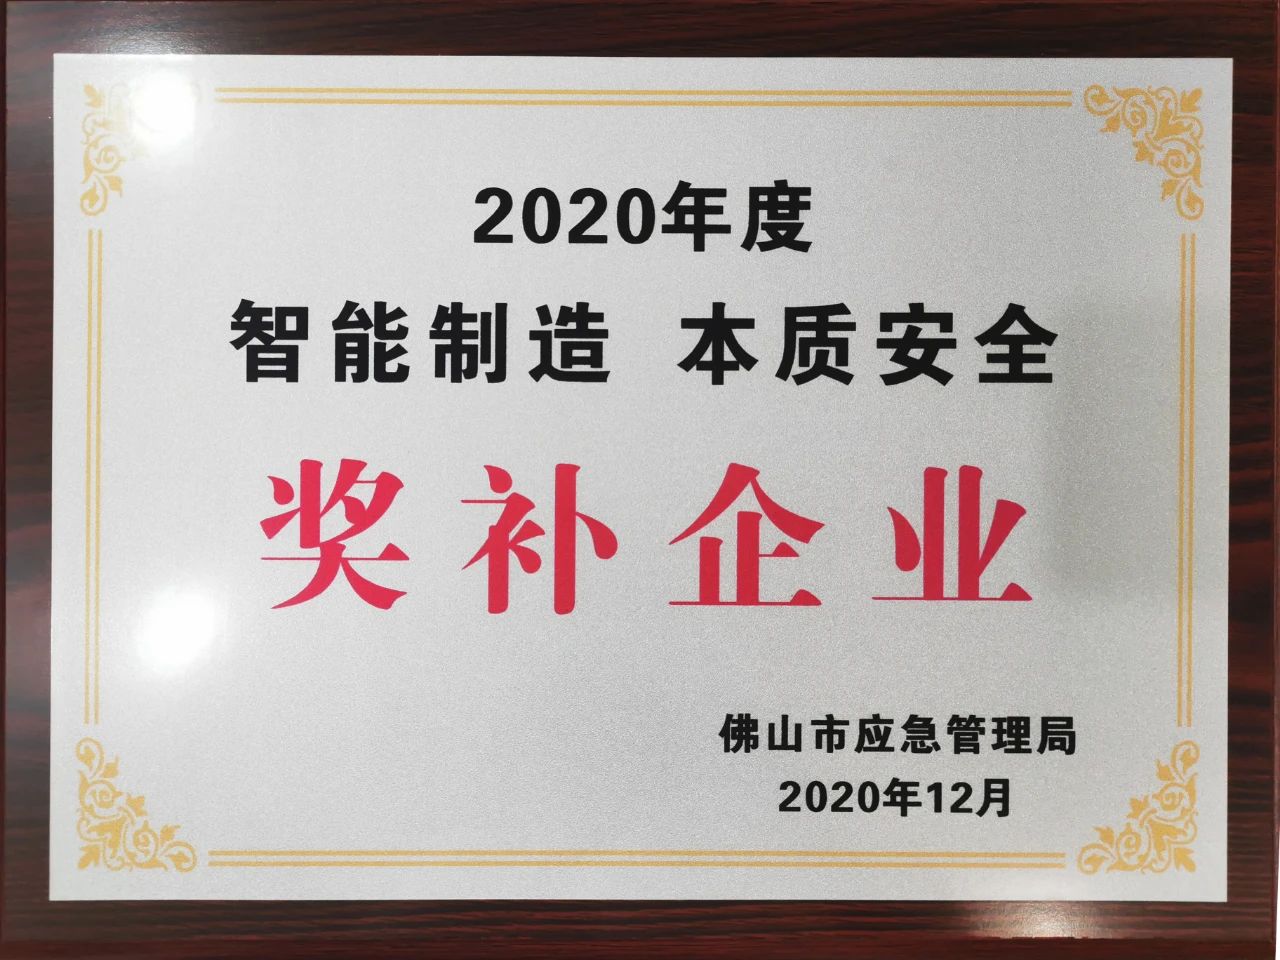 2020年度
智能制造 本质安全
奖补企业
佛山市应急管理局
2020年12月